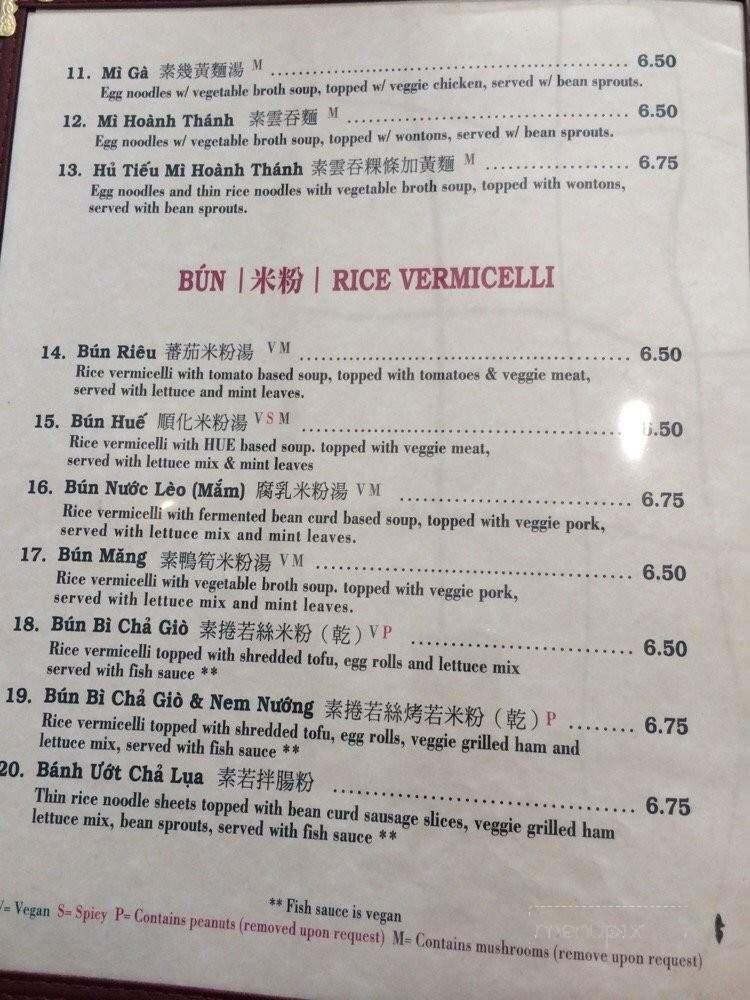 11. Mì Gà 素幾黃麵湯 M ........ 6.50
Egg noodles w/ vegetable broth soup, topped w/ veggie chicken, served w/ bean sprouts.
12. Mì Hoành Thánh 素雲吞麵 M ........ 6.50
Egg noodles w/ vegetable broth soup, topped w/ wontons, served w/ bean sprouts.
13. Hủ Tiếu Mì Hoành Thánh 素雲吞粿條加黃麵 M ........ 6.75
Egg noodles and thin rice noodles with vegetable broth soup, topped with wontons,
served with bean sprouts.
BÚN | 米粉 | RICE VERMICELLI
14. Bún Riêu 蕃茄米粉湯 V M ........ 6.50
Rice vermicelli with tomato based soup, topped with tomatoes & veggie meat,
served with lettuce and mint leaves.
15. Bún Huế 順化米粉湯 V S M ........ 6.50
Rice vermicelli with HUE based soup. topped with veggie meat,
served with lettuce mix & mint leaves
16. Bún Nước Lèo (Mắm) 腐乳米粉湯 V M ........ 6.75
Rice vermicelli with fermented bean curd based soup, topped with veggie pork,
served with lettuce mix and mint leaves.
17. Bún Măng 素鴨筍米粉湯 V M ........ 6.50
Rice vermicelli with vegetable broth soup. topped with veggie pork,
served with lettuce mix and mint leaves.
18. Bún Bì Chả Giò 素捲若絲米粉 (乾) V P ........ 6.50
Rice vermicelli topped with shredded tofu, egg rolls and lettuce mix
served with fish sauce **
19. Bún Bì Chả Giò & Nem Nướng 素捲若絲烤若米粉 (乾) P ........ 6.75
Rice vermicelli topped with shredded tofu, egg rolls, veggie grilled ham and
lettuce mix, served with fish sauce **
20. Bánh Ướt Chả Lụa 素若拌腸粉 ........ 6.75
Thin rice noodle sheets topped with bean curd sausage slices, veggie grilled ham
lettuce mix, bean sprouts, served with fish sauce **
** Fish sauce is vegan
V= Vegan S= Spicy P= Contains peanuts (removed upon request) M= Contains mushrooms (remove upon request)
menupix